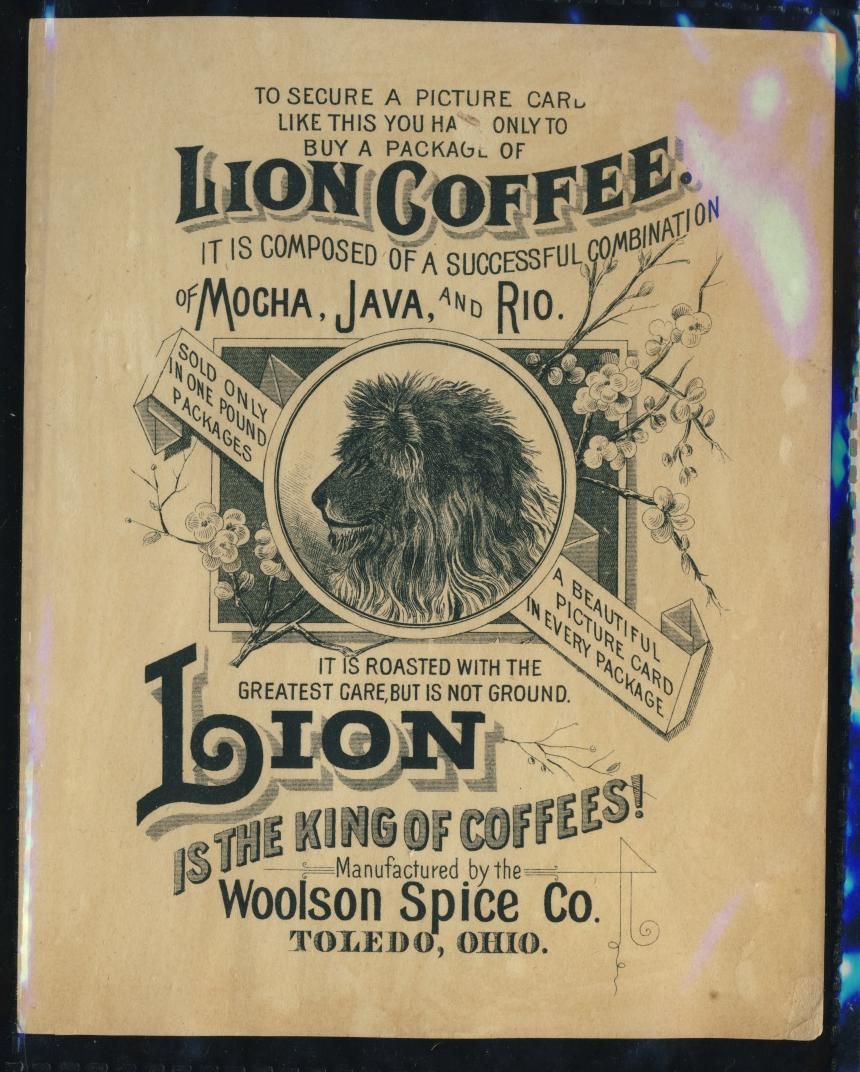 TO SECURE A PICTURE CARD
LIKE THIS YOU HA ONLY TO
BUY A PACKAGE OF
LION COFFEE.
IT IS COMPOSED OF A SUCCESSFUL COMBINATION
OF MOCHA, JAVA, AND RIO.
SOLD ONLY
IN ONE POUND
PACKAGES
A BEAUTIFUL
PICTURE CARD
IN EVERY PACKAGE
IT IS ROASTED WITH THE
GREATEST CARE, BUT IS NOT GROUND.
LION
IS THE KING OF COFFEES!
Manufactured by the
Woolson Spice Co.
TOLEDO, OHIO.